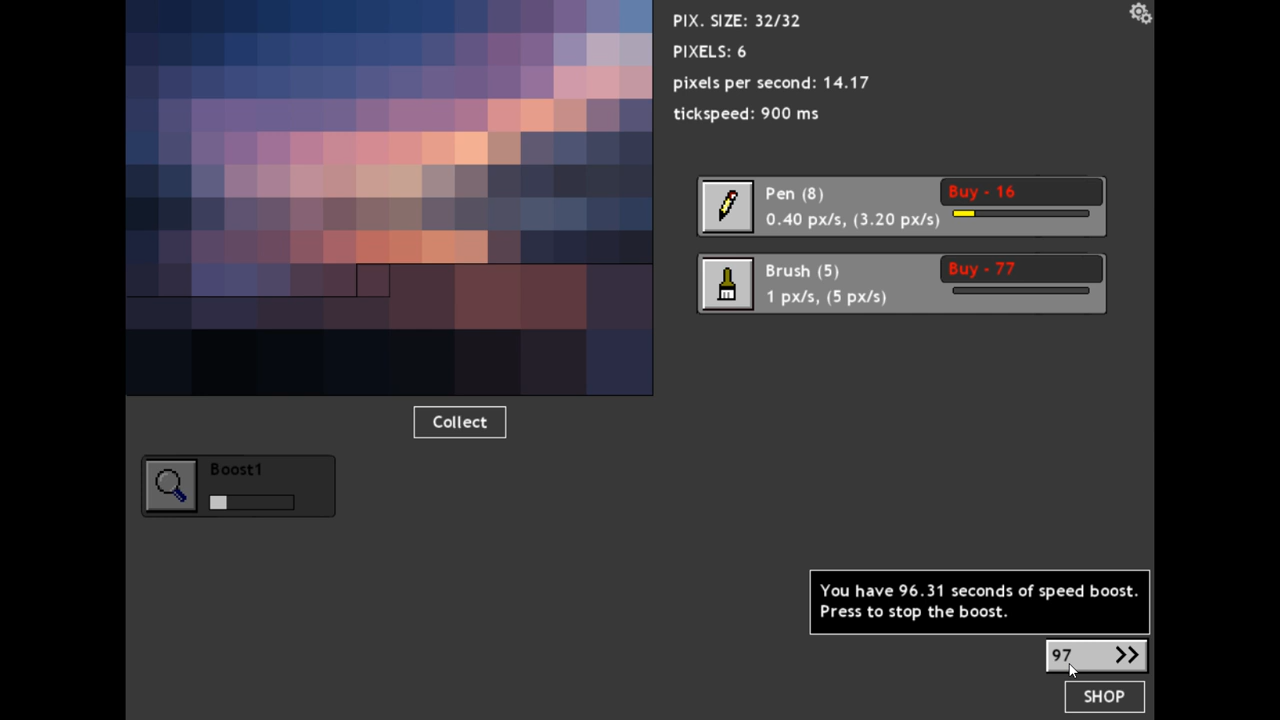 PIX. SIZE: 32/32
PIXELS: 6
pixels per second: 14.17
tickspeed: 900 ms
Pen (8)
Buy - 16
0.40 px/s, (3.20 px/s)
Brush (5)
Buy - 77
1 px/s, (5 px/s)
Collect
Boost1
You have 96.31 seconds of speed boost.
Press to stop the boost.
97
SHOP